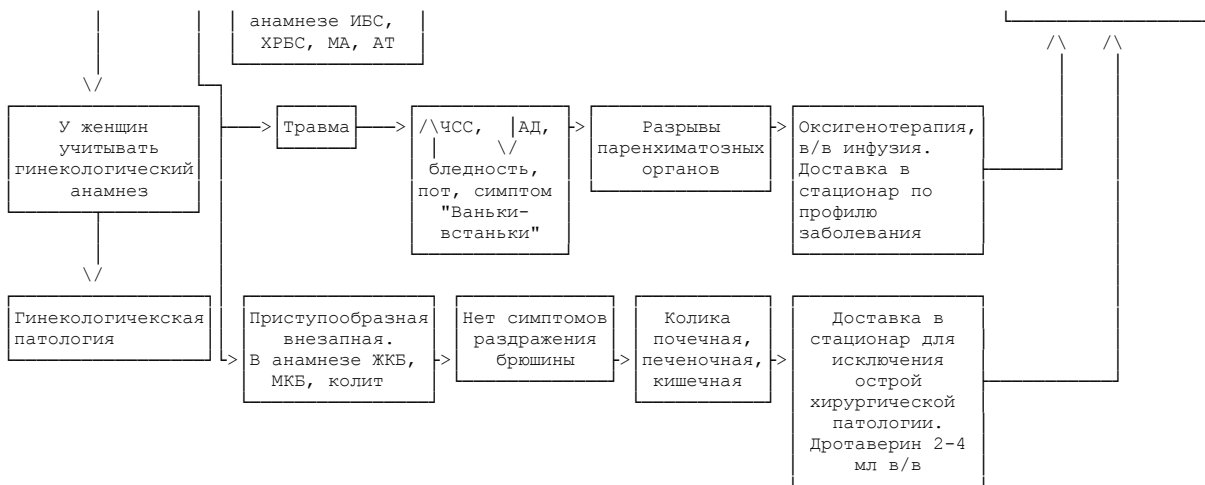 анамнезе ИБС,
ХРБС, МА, АТ
У женщин
учитывать
гинекологический
анамнез
Травма
/\ЧСС, |АД,
| \/
бледность,
пот, симптом
"Ваньки-
встаньки"
Разрывы
паренхиматозных
органов
Оксигенотерапия,
в/в инфузия.
Доставка в
стационар по
профилю
заболевания
Гинекологичекская
патология
Приступообразная
внезапная.
В анамнезе ЖКБ,
МКБ, колит
Нет симптомов
раздражения
брюшины
Колика
почечная,
печеночная,
кишечная
Доставка в
стационар для
исключения
острой
хирургической
патологии.
Дротаверин 2-4
мл в/в